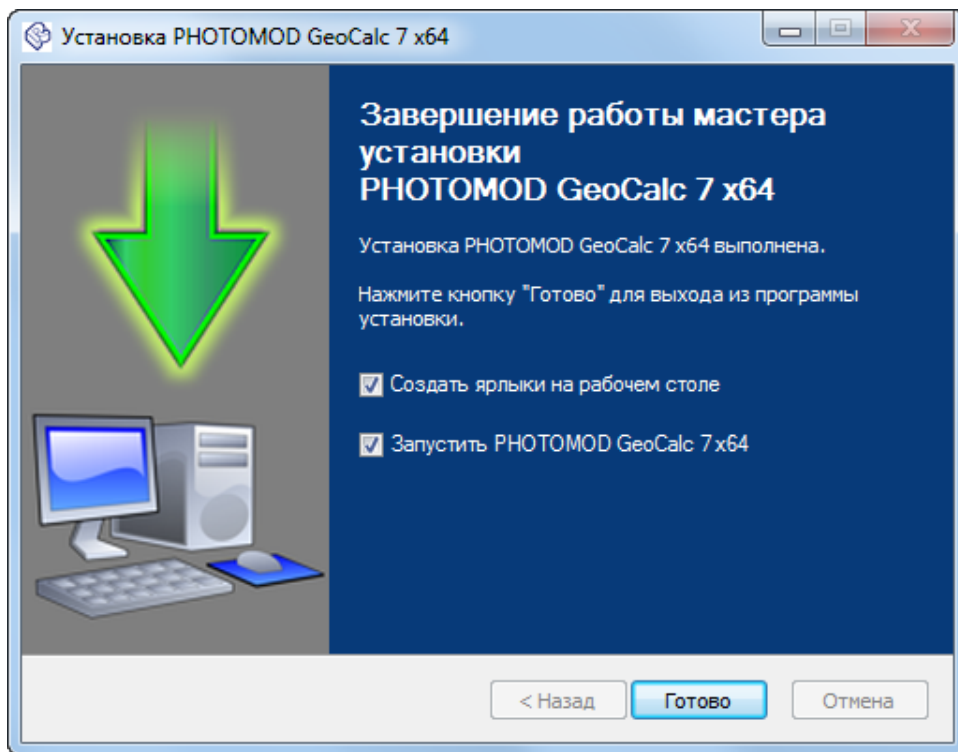 Установка PHOTOMOD GeoCalc 7 x64
Завершение работы мастера
установки
PHOTOMOD GeoCalc 7 x64
Установка PHOTOMOD GeoCalc 7 x64 выполнена.
Нажмите кнопку "Готово" для выхода из программы
установки.
Создать ярлыки на рабочем столе
Запустить PHOTOMOD GeoCalc 7 x64
< Назад
Готово
Отмена